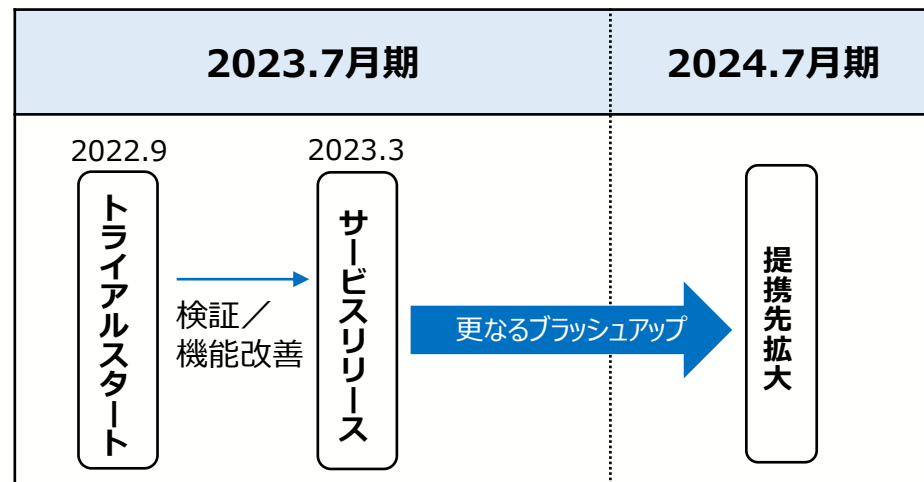 2023.7月期
2024.7月期
2022.9
2023.3
トライアルスタート
検証／
機能改善
サービスリリース
更なるブラッシュアップ
提携先拡大